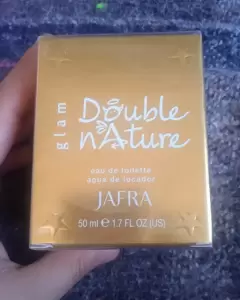 glam
Double
nAture
eau de toilette
agua de tocador
JAFRA
50 ml e 1.7 FL OZ (US)